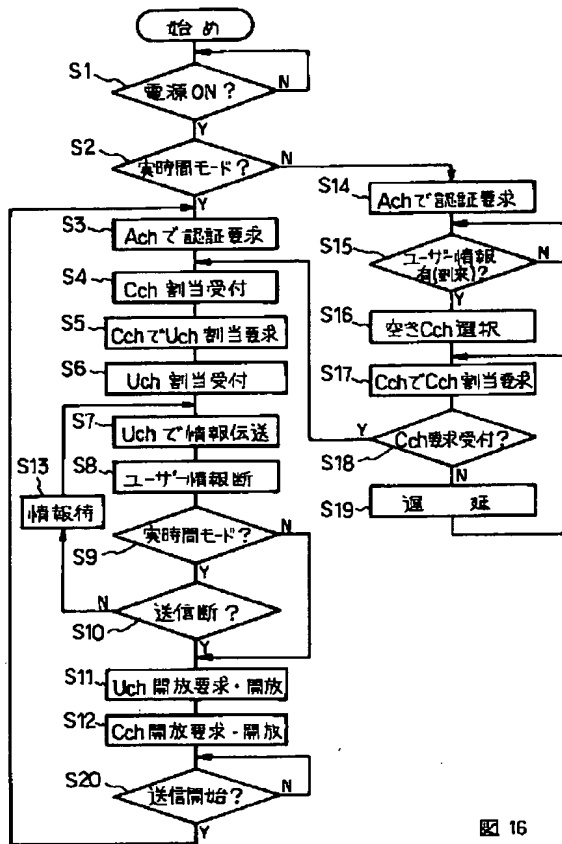 始め
S1
電源ON?
N
Y
S2
実時間モード?
N
Y
S3
Achで認証要求
S4
Cch割当受付
S5
CchでUch割当要求
S6
Uch割当受付
S7
Uchで情報伝送
S8
ユーザー情報断
S13
情報待
S9
実時間モード?
N
Y
S10
送信断?
N
Y
S11
Uch開放要求・開放
S12
Cch開放要求・開放
S20
送信開始?
N
Y
S14
Achで認証要求
S15
ユーザー情報
有(到来)?
N
Y
S16
空きCch選択
S17
CchでCch割当要求
S18
Cch要求受付?
Y
N
S19
遅延
図16